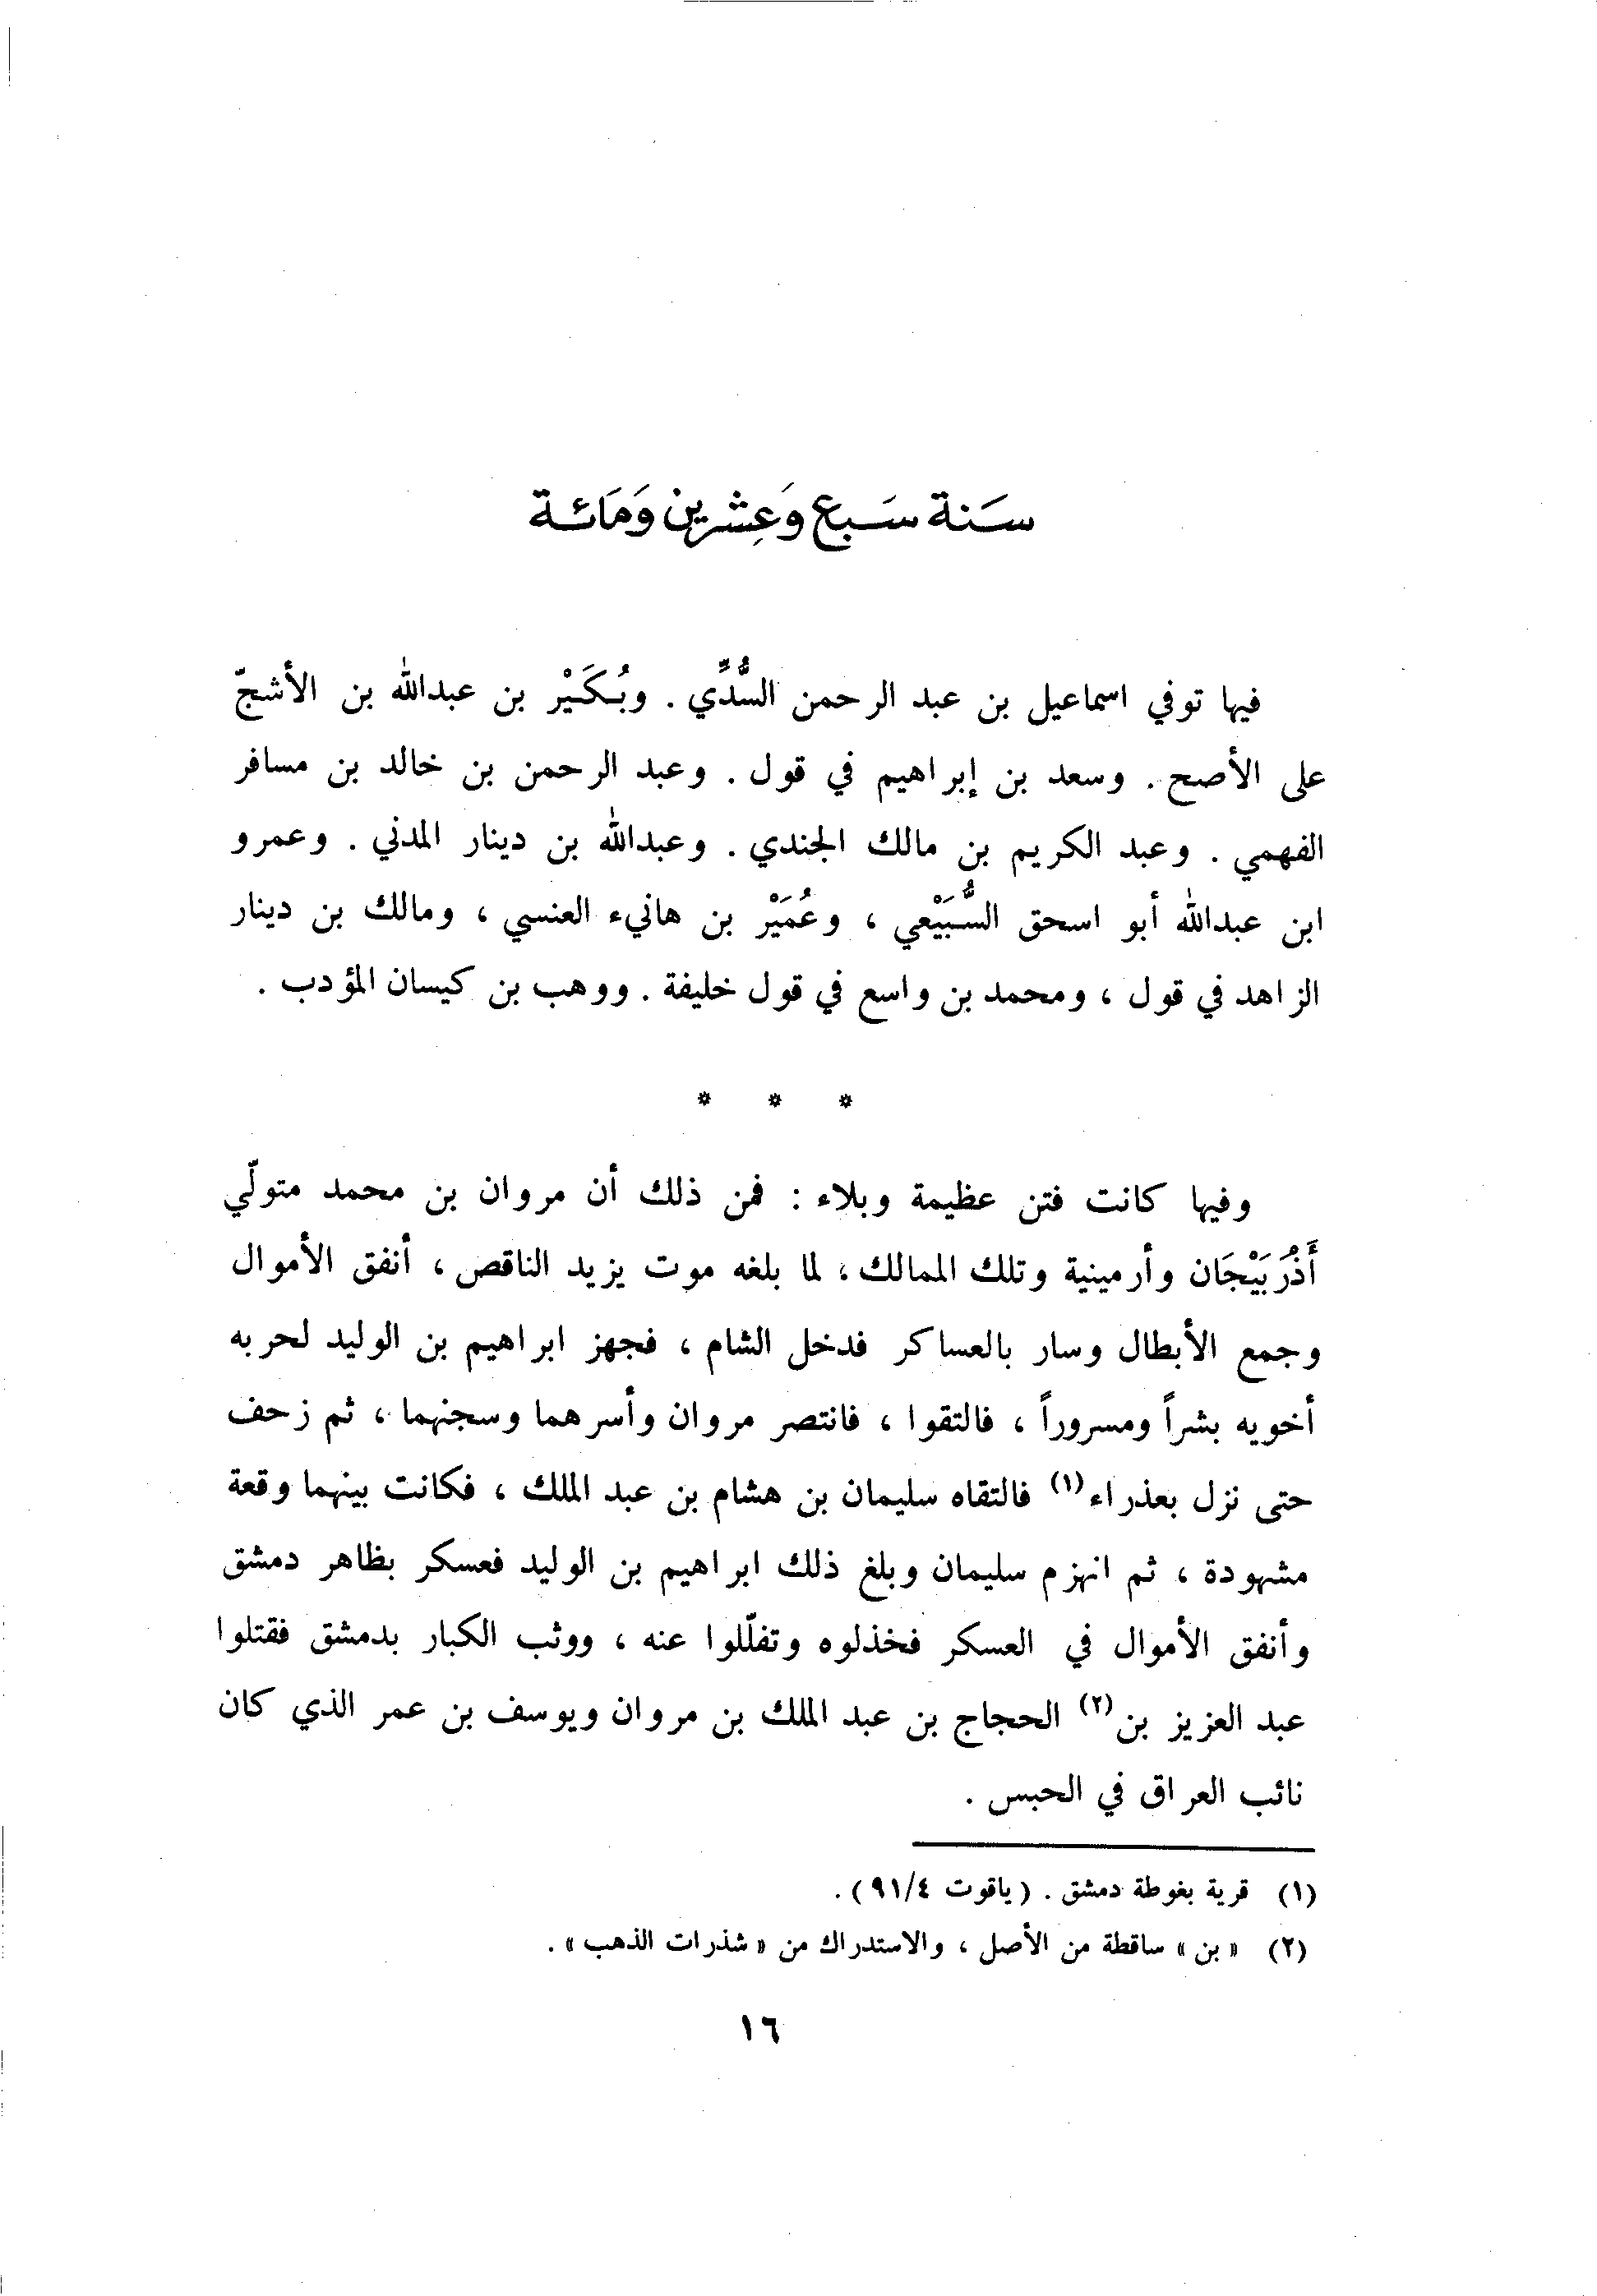 سَنة سَبع وَعِشرين وَمَائة
فيها توفي اسماعيل بن عبد الرحمن السُّدِّي . وبُكَيْر بن عبدالله بن الأشجّ
على الأصح . وسعد بن إبراهيم في قول . وعبد الرحمن بن خالد بن مسافر
الفهمي . وعبد الكريم بن مالك الجندي . وعبدالله بن دينار المدني . وعمرو
ابن عبدالله أبو اسحق السُّبَيْعي ، وعُمَيْر بن هانيء العنسي ، ومالك بن دينار
الزاهد في قول ، ومحمد بن واسع في قول خليفة . ووهب بن كيسان المؤدب .
* * *
وفيها كانت فتن عظيمة وبلاء : فمن ذلك أن مروان بن محمد متولّي
أَذُرَبَيْجَان وأرمينية وتلك الممالك ، لما بلغه موت يزيد الناقص ، أنفق الأموال
وجمع الأبطال وسار بالعساكر فدخل الشام ، فجهز ابراهيم بن الوليد لحربه
أخويه بشراً ومسروراً ، فالتقوا ، فانتصر مروان وأسرهما وسجنهما ، ثم زحف
حتى نزل بعذراء(١) فالتقاه سليمان بن هشام بن عبد الملك ، فكانت بينهما وقعة
مشهودة ، ثم انهزم سليمان وبلغ ذلك ابراهيم بن الوليد فعسكر بظاهر دمشق
وأنفق الأموال في العسكر فخذلوه وتفلّلوا عنه ، ووثب الكبار بدمشق فقتلوا
عبد العزيز بن(٢) الحجاج بن عبد الملك بن مروان ويوسف بن عمر الذي كان
نائب العراق في الحبس .
(١) قرية بغوطة دمشق . (ياقوت ٩١/٤) .
(٢) «بن» ساقطة من الأصل ، والاستدراك من «شذرات الذهب» .
١٦